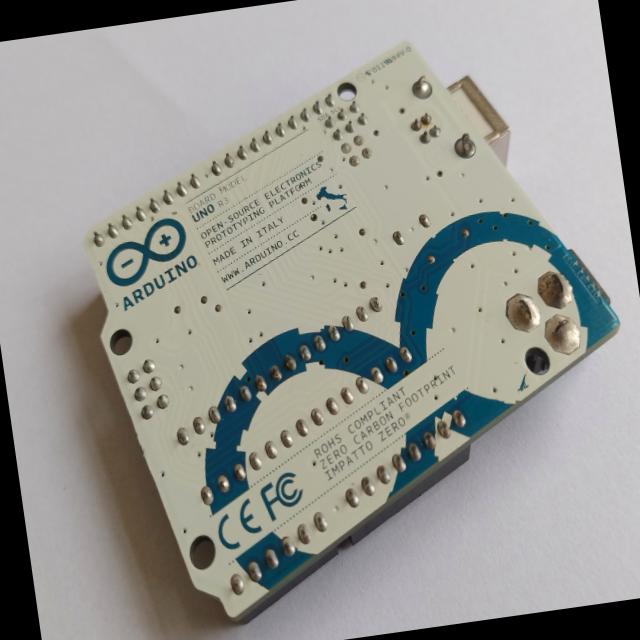 BOARD MODEL
UNO R3
OPEN-SOURCE ELECTRONICS
PROTOTYPING PLATFORM
MADE IN ITALY
WWW.ARDUINO.CC
ARDUINO
ROHS COMPLIANT
ZERO CARBON FOOTPRINT
IMPATTO ZERO®
CE FC